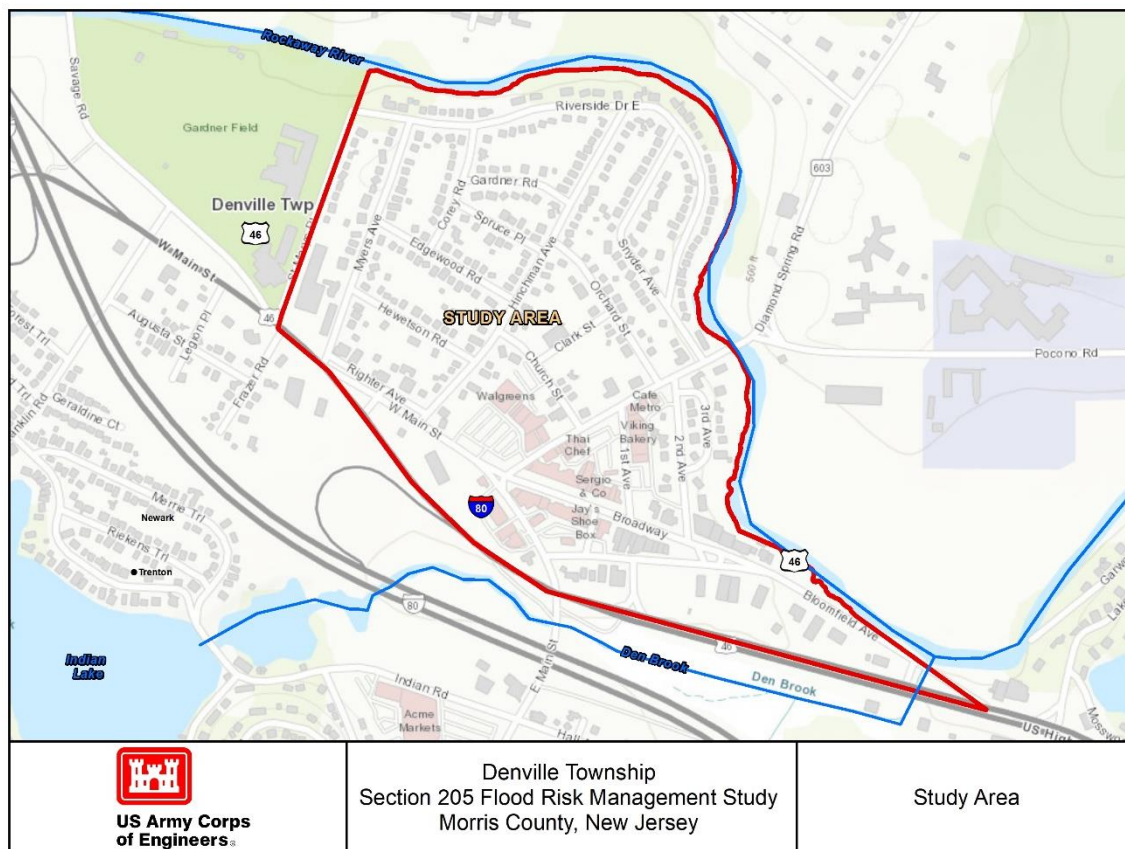 Rockaway River
Savage Rd
Riverside Dr E
Gardner Field
603
Gardner Rd
Corey Rd
Denville Twp
Spruce Pl
Myers Ave
46
Edgewood Rd
Hinchman Ave
Snyder Ave
500 ft
Diamond Spring Rd
W Main St
Orchard St
46
Hewetson Rd
STUDY AREA
Augusta St
Legion Pl
Clark St
Pocono Rd
Frazer Rd
Righter Ave
Church St
W Main St
Walgreens
Geraldine Ct
Cafe
Metro
3rd Ave
Viking
Bakery
2nd Ave
Thai
Chef
1st Ave
Sergio
& Co
Merrie Trl
80
Jay's
Shoe
Box
Broadway
Newark
Riekens Trl
46
Trenton
Bloomfield Ave
80
Indian
Lake
E Main St
Den Brook
46
Den Brook
Indian Rd
Acme
Markets
US High
US Army Corps
of Engineers®
Denville Township
Section 205 Flood Risk Management Study
Morris County, New Jersey
Study Area